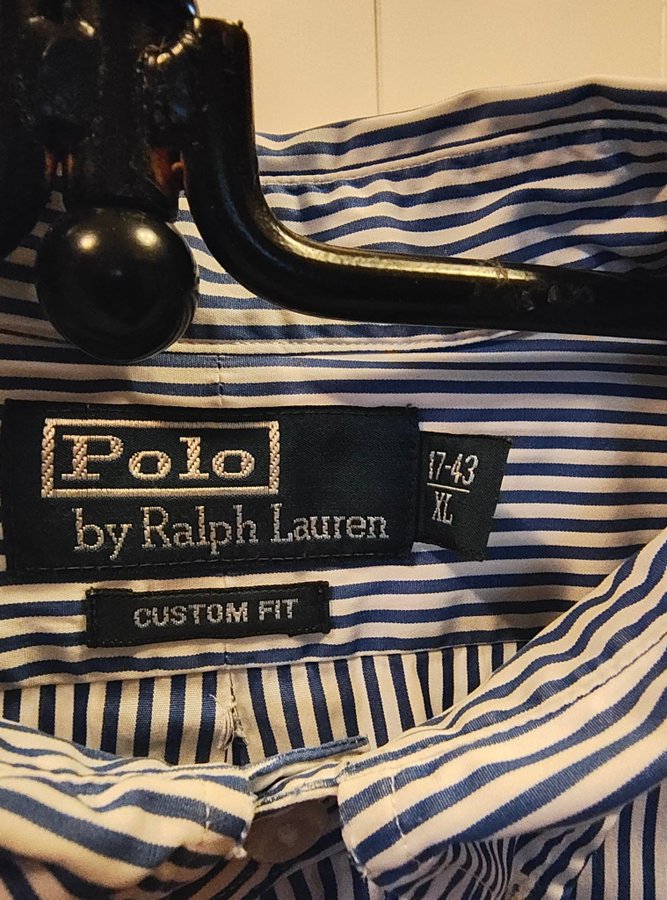 Polo
by Ralph Lauren
17-43
XL
CUSTOM FIT